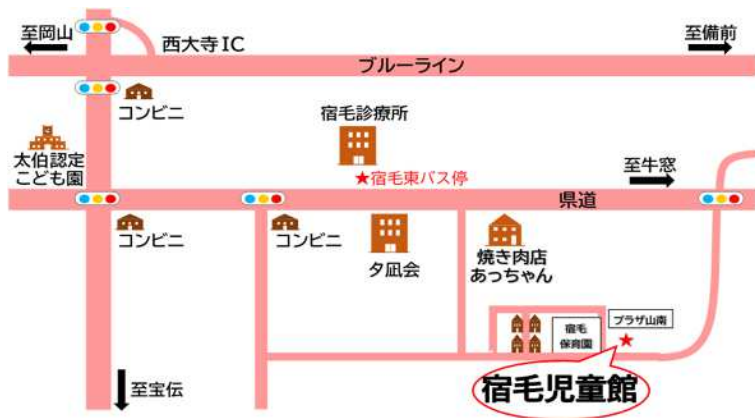 至岡山
西大寺IC
至備前
ブルーライン
コンビニ
宿毛診療所
太伯認定
こども園
★宿毛東バス停
至牛窓
県道
コンビニ
コンビニ
夕凪会
焼き肉店
あっちゃん
宿毛
保育園
プラザ山南
★
宿毛児童館
至宝伝